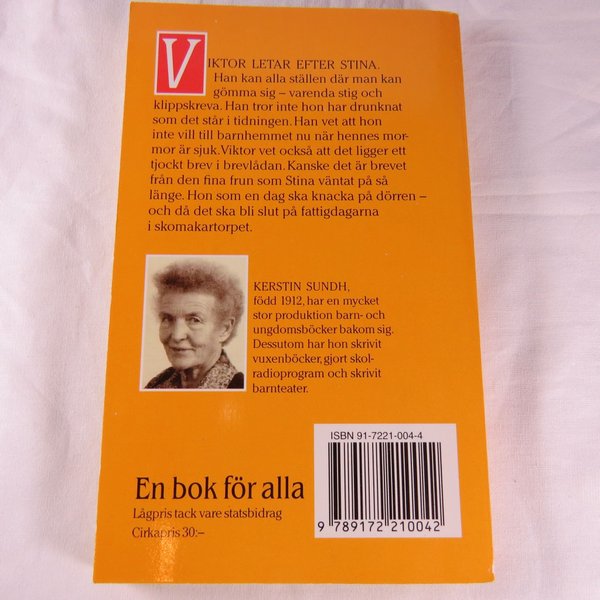 VIKTOR LETAR EFTER STINA.
Han kan alla ställen där man kan
gömma sig – varenda stig och
klippskreva. Han tror inte hon har drunknat
som det står i tidningen. Han vet att hon
inte vill till barnhemmet nu när hennes mor-
mor är sjuk. Viktor vet också att det ligger ett
tjockt brev i brevlådan. Kanske det är brevet
från den fina frun som Stina väntat på så
länge. Hon som en dag ska knacka på dörren –
och då det ska bli slut på fattigdagarna
i skomakartorpet.
KERSTIN SUNDH,
född 1912, har en mycket
stor produktion barn- och
ungdomsböcker bakom sig.
Dessutom har hon skrivit
vuxenböcker, gjort skol-
radioprogram och skrivit
barnteater.
ISBN 91-7221-004-4
9 789172 210042
En bok för alla
Lågpris tack vare statsbidrag
Cirkapris 30:–